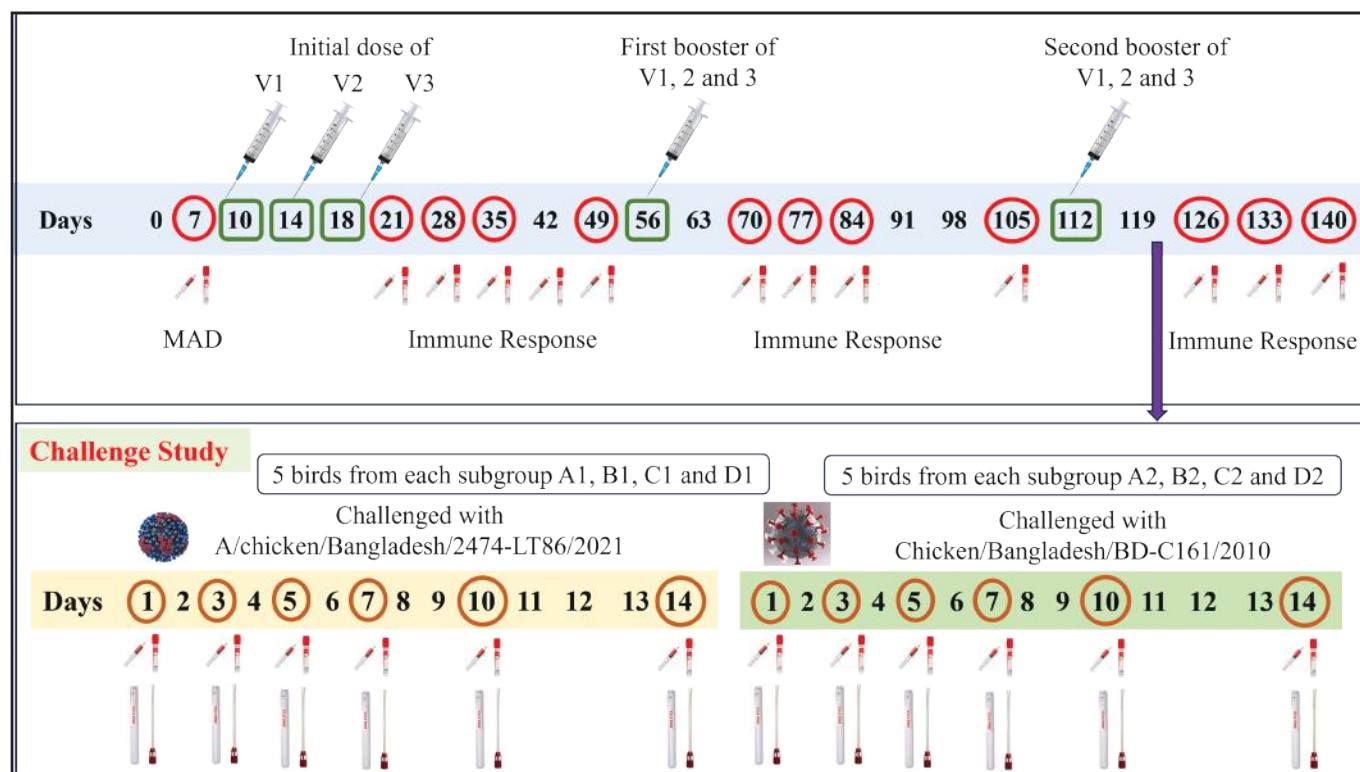 Initial dose of
V1
V2
V3
First booster of
V1, 2 and 3
Second booster of
V1, 2 and 3
Days 0 7 10 14 18 21 28 35 42 49 56 63 70 77 84 91 98 105 112 119 126 133 140
MAD
Immune Response
Immune Response
Immune Response
Challenge Study
5 birds from each subgroup A1, B1, C1 and D1
Challenged with
A/chicken/Bangladesh/2474-LT86/2021
Days 1 2 3 4 5 6 7 8 9 10 11 12 13 14
5 birds from each subgroup A2, B2, C2 and D2
Challenged with
Chicken/Bangladesh/BD-C161/2010
1 2 3 4 5 6 7 8 9 10 11 12 13 14